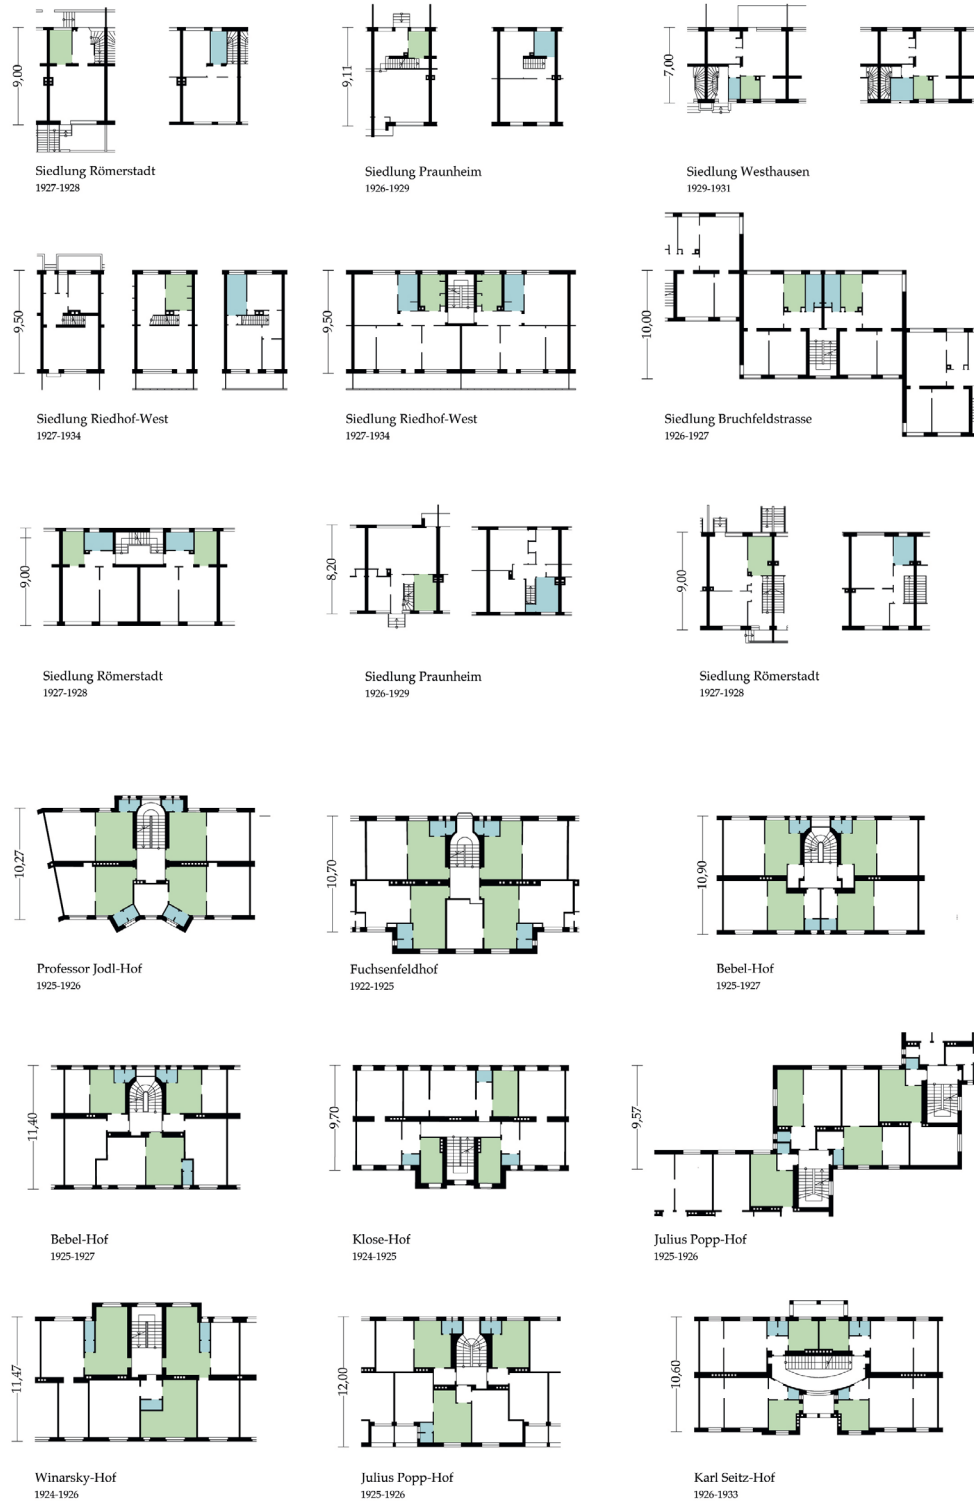 9,00
9,11
7,00
Siedlung Römerstadt
1927-1928
Siedlung Praunheim
1926-1929
Siedlung Westhausen
1929-1931
9,50
9,50
10,00
Siedlung Riedhof-West
1927-1934
Siedlung Riedhof-West
1927-1934
Siedlung Bruchfeldstrasse
1926-1927
9,00
8,20
9,00
Siedlung Römerstadt
1927-1928
Siedlung Praunheim
1926-1929
Siedlung Römerstadt
1927-1928
10,27
10,70
10,90
Professor Jodl-Hof
1925-1926
Fuchsenfeldhof
1922-1925
Bebel-Hof
1925-1927
11,40
9,70
9,57
Bebel-Hof
1925-1927
Klose-Hof
1924-1925
Julius Popp-Hof
1925-1926
11,47
12,00
10,60
Winarsky-Hof
1924-1926
Julius Popp-Hof
1925-1926
Karl Seitz-Hof
1926-1933